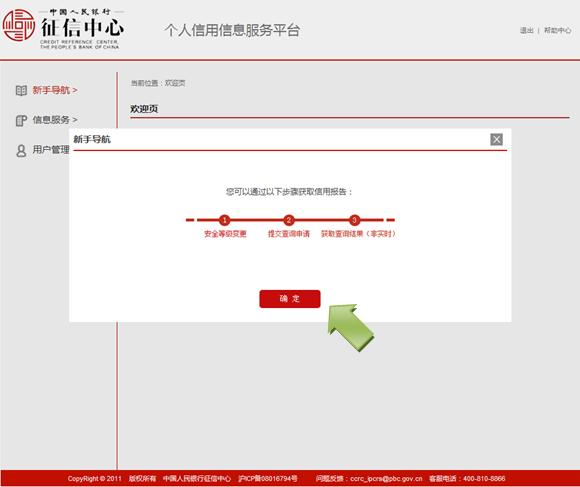 中国人民银行
征信中心
CREDIT REFERENCE CENTER,
THE PEOPLE'S BANK OF CHINA
个人信用信息服务平台
退出 | 帮助中心
新手导航 >
信息服务 >
用户管理
当前位置：欢迎页
欢迎页
新手导航
您可以通过以下步骤获取信用报告：
1 2 3
安全等级变更 提交查询申请 获取查询结果（非实时）
确 定
CopyRight © 2011 版权所有 中国人民银行征信中心 沪ICP备08016794号 问题反馈：ccrc_ipcrs@pbc.gov.cn 客服电话：400-810-8866